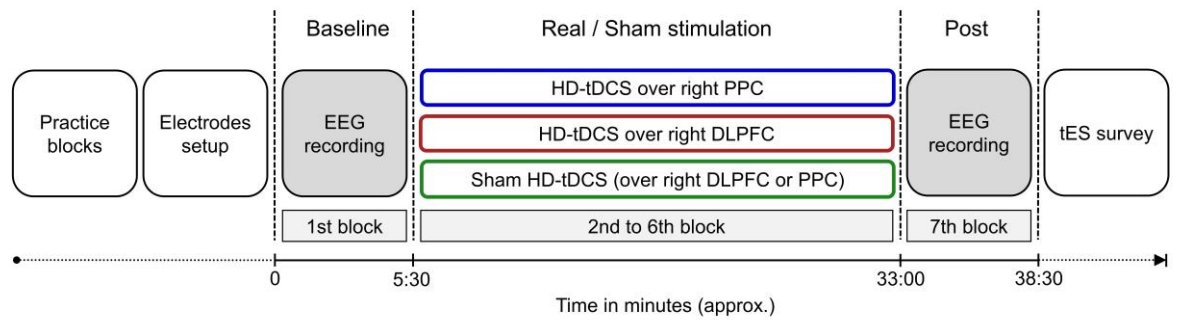 Baseline
Real / Sham stimulation
Post
Practice
blocks
Electrodes
setup
EEG
recording
HD-tDCS over right PPC
HD-tDCS over right DLPFC
Sham HD-tDCS (over right DLPFC or PPC)
EEG
recording
tES survey
1st block
2nd to 6th block
7th block
0
5:30
33:00
38:30
Time in minutes (approx.)